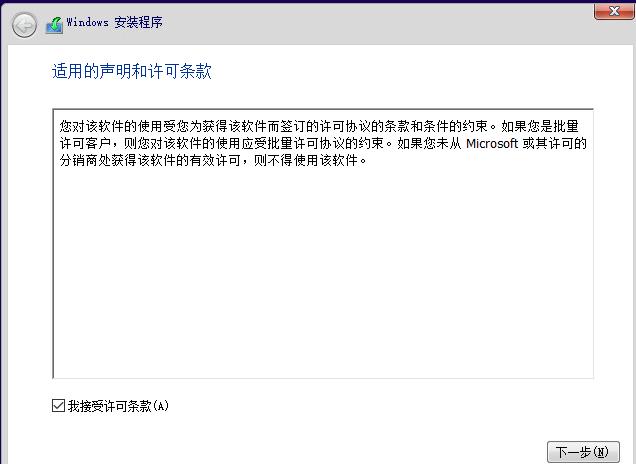 Windows 安装程序
适用的声明和许可条款
您对该软件的使用受您为获得该软件而签订的许可协议的条款和条件的约束。如果您是批量
许可客户，则您对该软件的使用应受批量许可协议的约束。如果您未从 Microsoft 或其许可的
分销商处获得该软件的有效许可，则不得使用该软件。
我接受许可条款(A)
下一步(N)